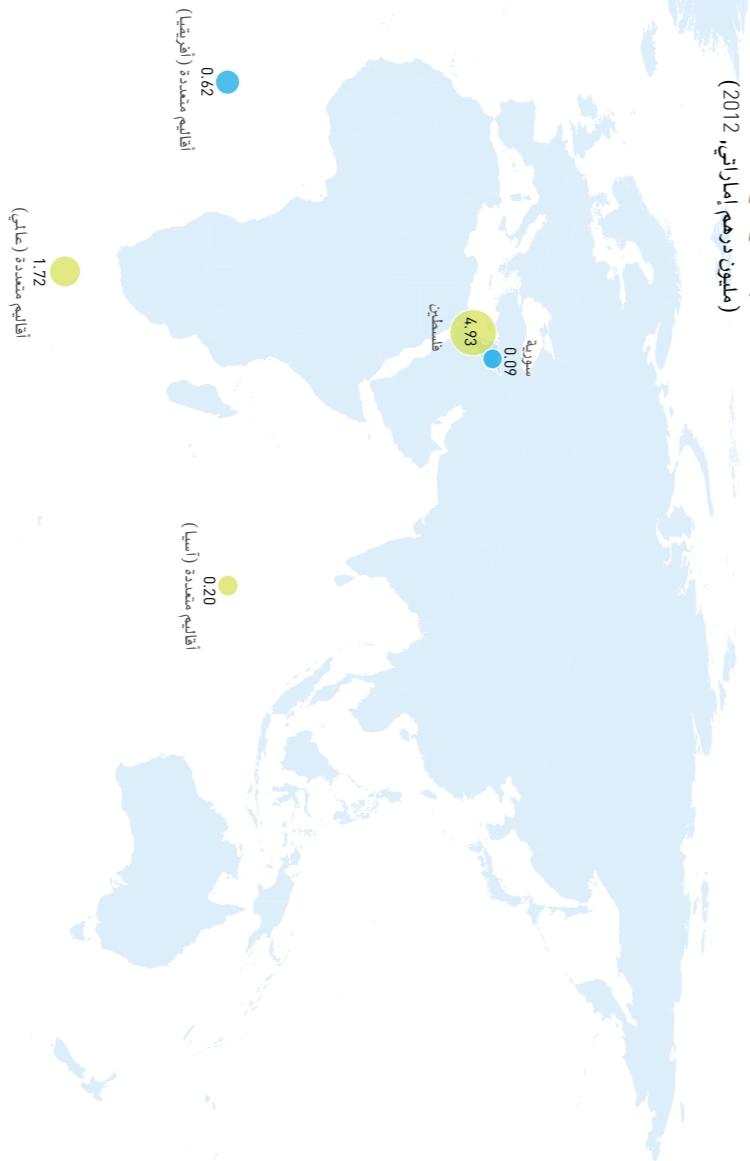 (مليون درهم إماراتي, 2012)
سورية
0.09
4.93
فلسطين
0.62
أقاليم متعددة (أفريقيا)
0.20
أقاليم متعددة (آسيا)
1.72
أقاليم متعددة (عالمي)